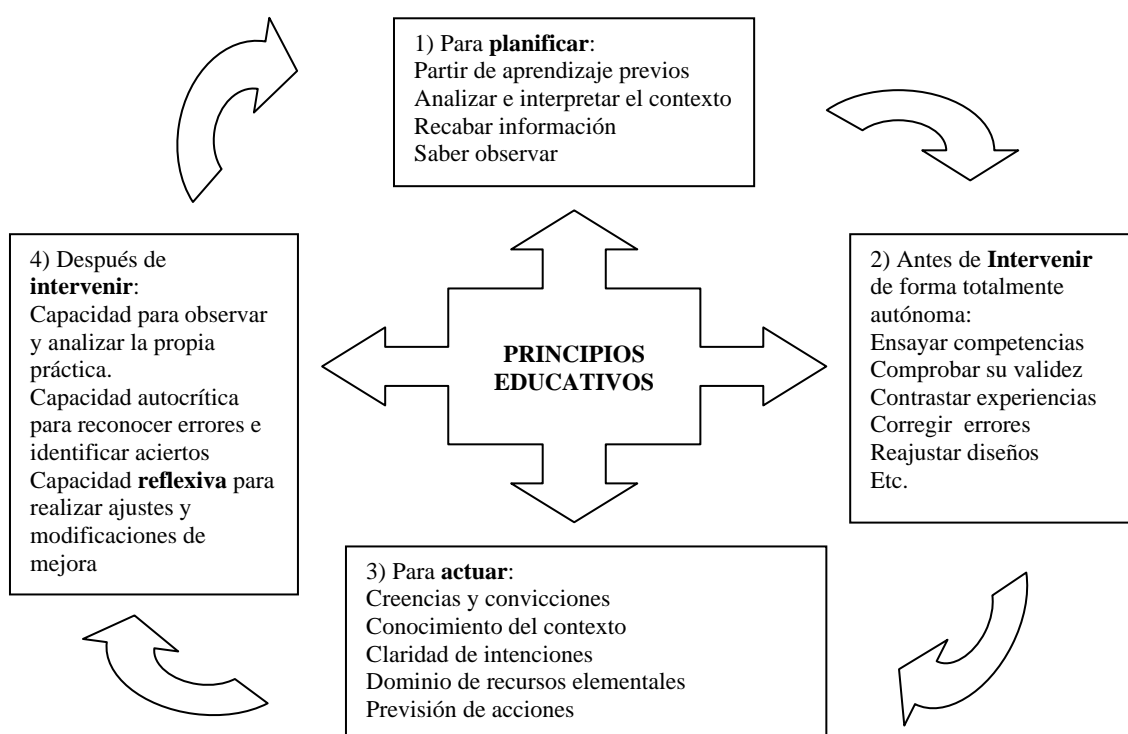 1) Para planificar:
Partir de aprendizaje previos
Analizar e interpretar el contexto
Recabar información
Saber observar
2) Antes de Intervenir
de forma totalmente
autónoma:
Ensayar competencias
Comprobar su validez
Contrastar experiencias
Corregir errores
Reajustar diseños
Etc.
PRINCIPIOS
EDUCATIVOS
3) Para actuar:
Creencias y convicciones
Conocimiento del contexto
Claridad de intenciones
Dominio de recursos elementales
Previsión de acciones
4) Después de
intervenir:
Capacidad para observar
y analizar la propia
práctica.
Capacidad autocrítica
para reconocer errores e
identificar aciertos
Capacidad reflexiva para
realizar ajustes y
modificaciones de
mejora